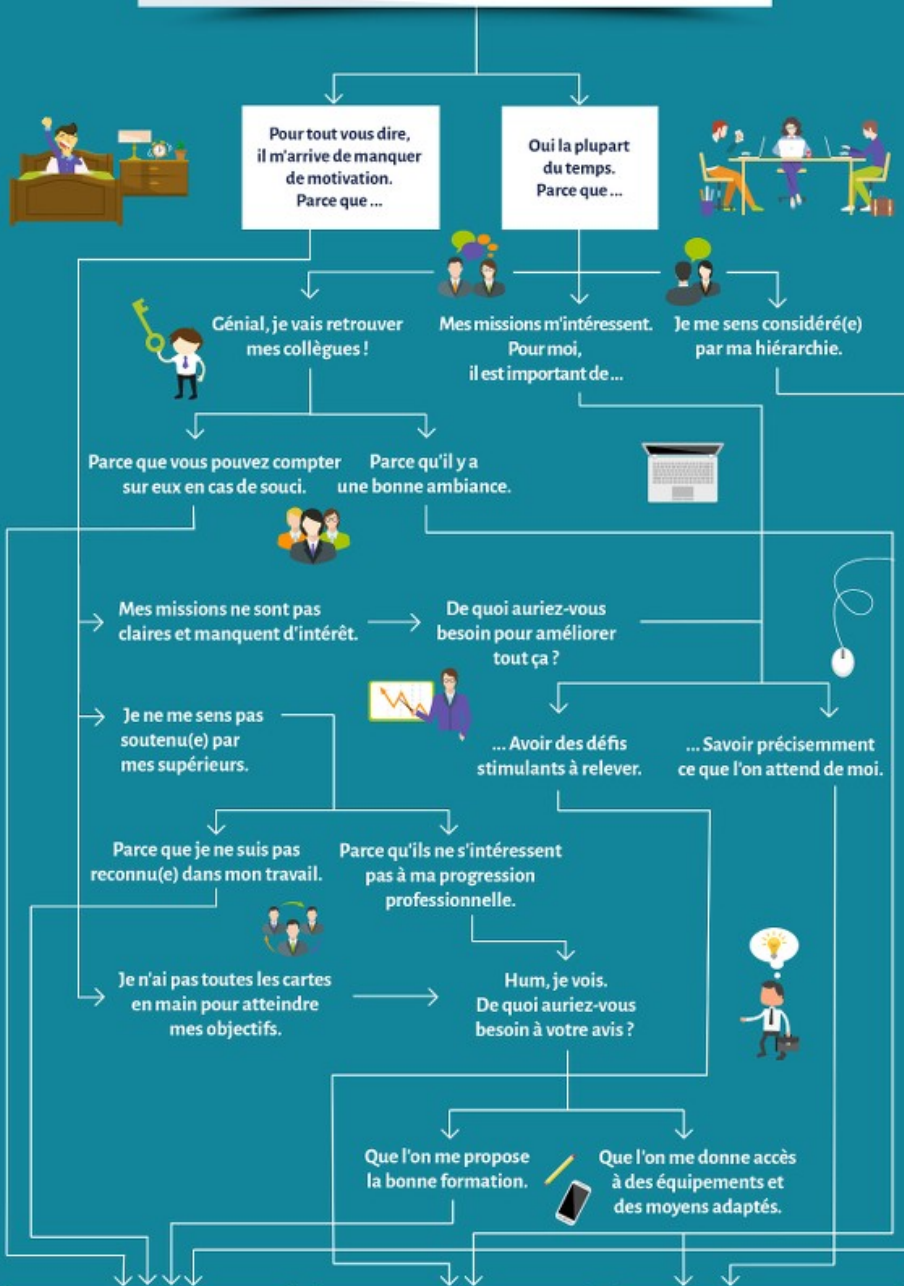 Pour tout vous dire,
il m'arrive de manquer
de motivation.
Parce que ...
Oui la plupart
du temps.
Parce que ...
Génial, je vais retrouver
mes collègues !
Mes missions m'intéressent.
Pour moi,
il est important de ...
Je me sens considéré(e)
par ma hiérarchie.
Parce que vous pouvez compter
sur eux en cas de souci.
Parce qu'il y a
une bonne ambiance.
Mes missions ne sont pas
claires et manquent d'intérêt.
De quoi auriez-vous
besoin pour améliorer
tout ça ?
Je ne me sens pas
soutenu(e) par
mes supérieurs.
... Avoir des défis
stimulants à relever.
... Savoir précisemment
ce que l'on attend de moi.
Parce que je ne suis pas
reconnu(e) dans mon travail.
Parce qu'ils ne s'intéressent
pas à ma progression
professionnelle.
Je n'ai pas toutes les cartes
en main pour atteindre
mes objectifs.
Hum, je vois.
De quoi auriez-vous
besoin à votre avis ?
Que l'on me propose
la bonne formation.
Que l'on me donne accès
à des équipements et
des moyens adaptés.